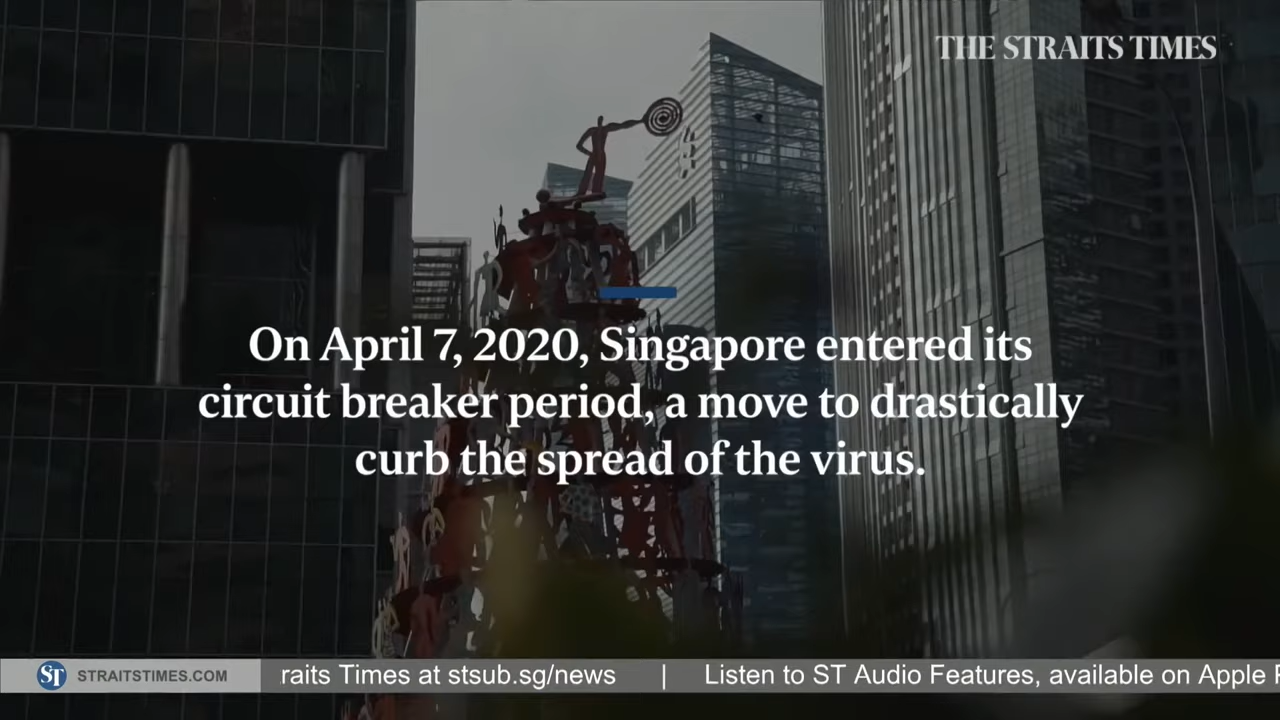 THE STRAITS TIMES
On April 7, 2020, Singapore entered its
circuit breaker period, a move to drastically
curb the spread of the virus.
ST STRAITSTIMES.COM raits Times at stsub.sg/news | Listen to ST Audio Features, available on Apple